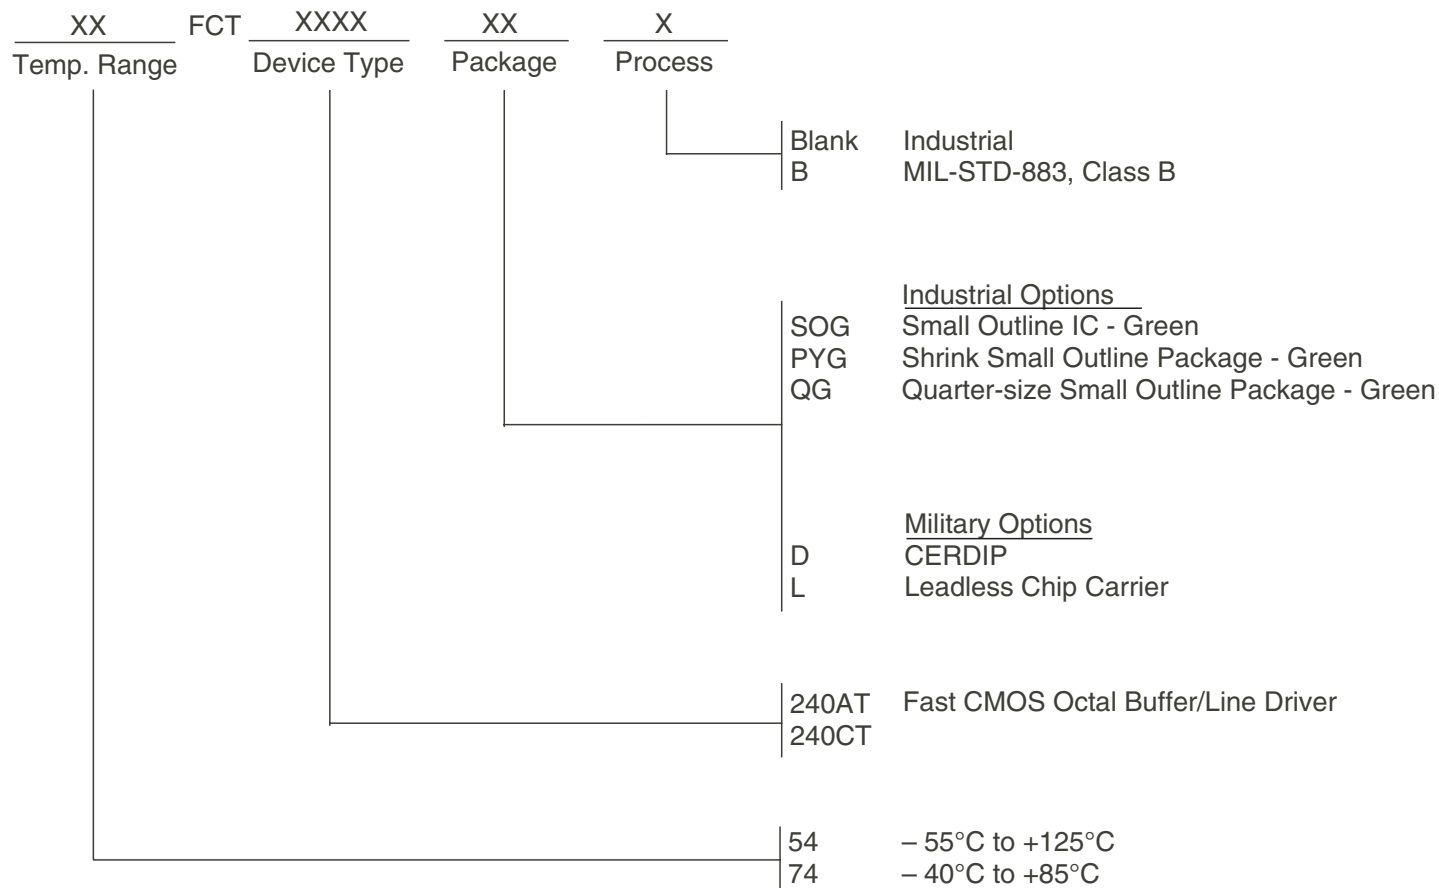 XX FCT XXXX XX X
Temp. Range Device Type Package Process
Blank Industrial
B MIL-STD-883, Class B
Industrial Options
SOG Small Outline IC - Green
PYG Shrink Small Outline Package - Green
QG Quarter-size Small Outline Package - Green
Military Options
D CERDIP
L Leadless Chip Carrier
240AT Fast CMOS Octal Buffer/Line Driver
240CT
54 – 55°C to +125°C
74 – 40°C to +85°C